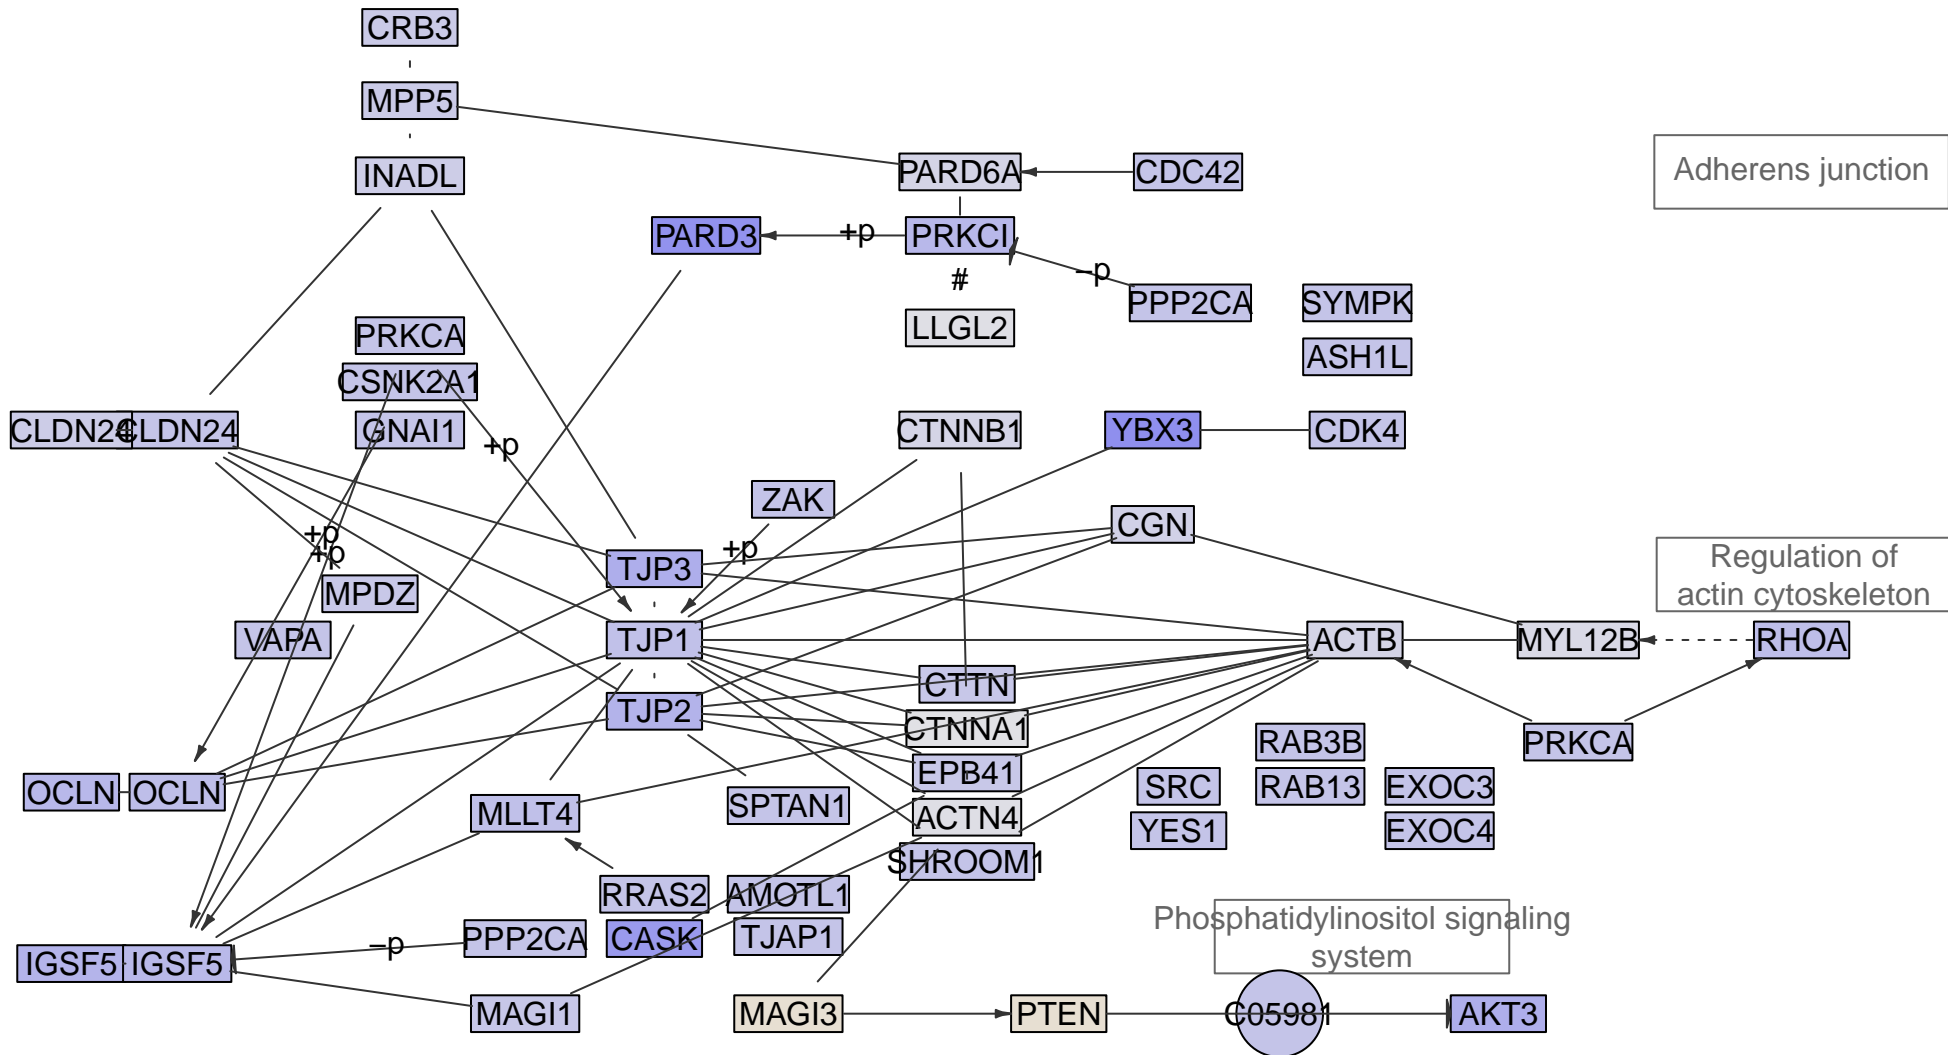 CRB3
MPP5
INADL
PARD6A
CDC42
Adherens junction
PARD3
+p
PRKCI
#
−p
PPP2CA
SYMPK
LLGL2
PRKCA
ASH1L
CSNK2A1
CLDN24
CLDN24
GNAI1
+p
CTNNB1
YBX3
CDK4
ZAK
CGN
+p
+p
+p
TJP3
MPDZ
Regulation of
actin cytoskeleton
VAPA
TJP1
ACTB
MYL12B
RHOA
CTTN
TJP2
CTNNA1
RAB3B
PRKCA
EPB41
OCLN
OCLN
MLLT4
SPTAN1
SRC
RAB13
EXOC3
ACTN4
YES1
EXOC4
SHROOM1
RRAS2
AMOTL1
Phosphatidylinositol signaling
system
PPP2CA
CASK
TJAP1
−p
IGSF5
IGSF5
MAGI1
MAGI3
PTEN
C05981
AKT3